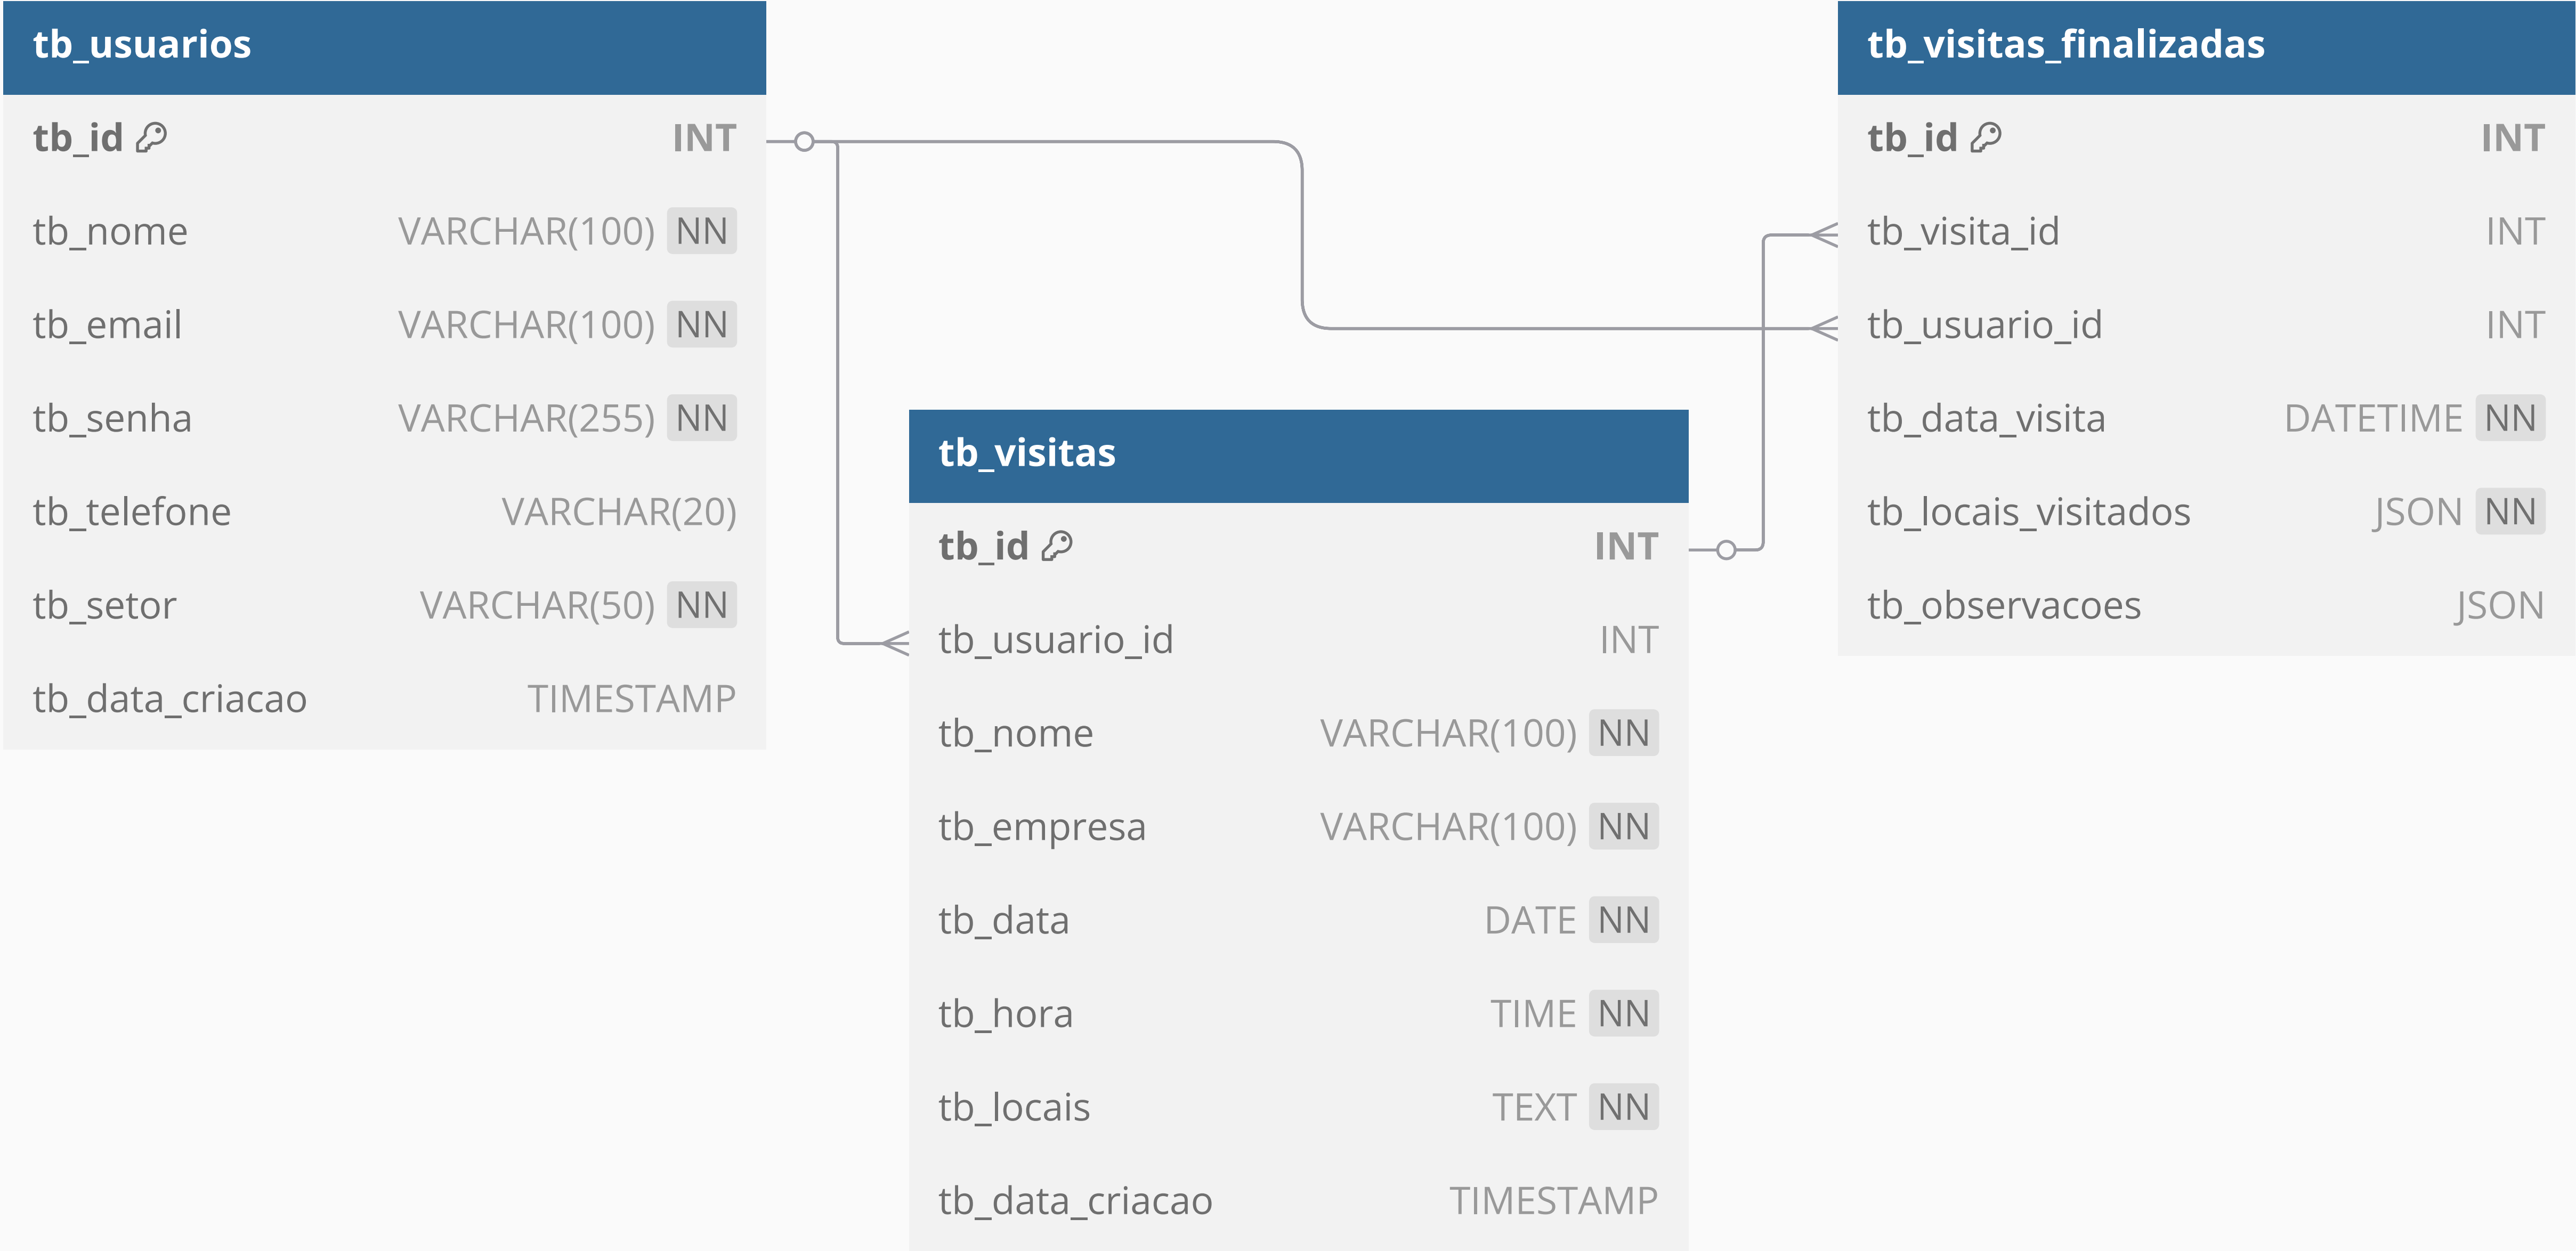 tb_usuarios
tb_id INT
tb_nome VARCHAR(100) NN
tb_email VARCHAR(100) NN
tb_senha VARCHAR(255) NN
tb_telefone VARCHAR(20)
tb_setor VARCHAR(50) NN
tb_data_criacao TIMESTAMP
tb_visitas
tb_id INT
tb_usuario_id INT
tb_nome VARCHAR(100) NN
tb_empresa VARCHAR(100) NN
tb_data DATE NN
tb_hora TIME NN
tb_locais TEXT NN
tb_data_criacao TIMESTAMP
tb_visitas_finalizadas
tb_id INT
tb_visita_id INT
tb_usuario_id INT
tb_data_visita DATETIME NN
tb_locais_visitados JSON NN
tb_observacoes JSON